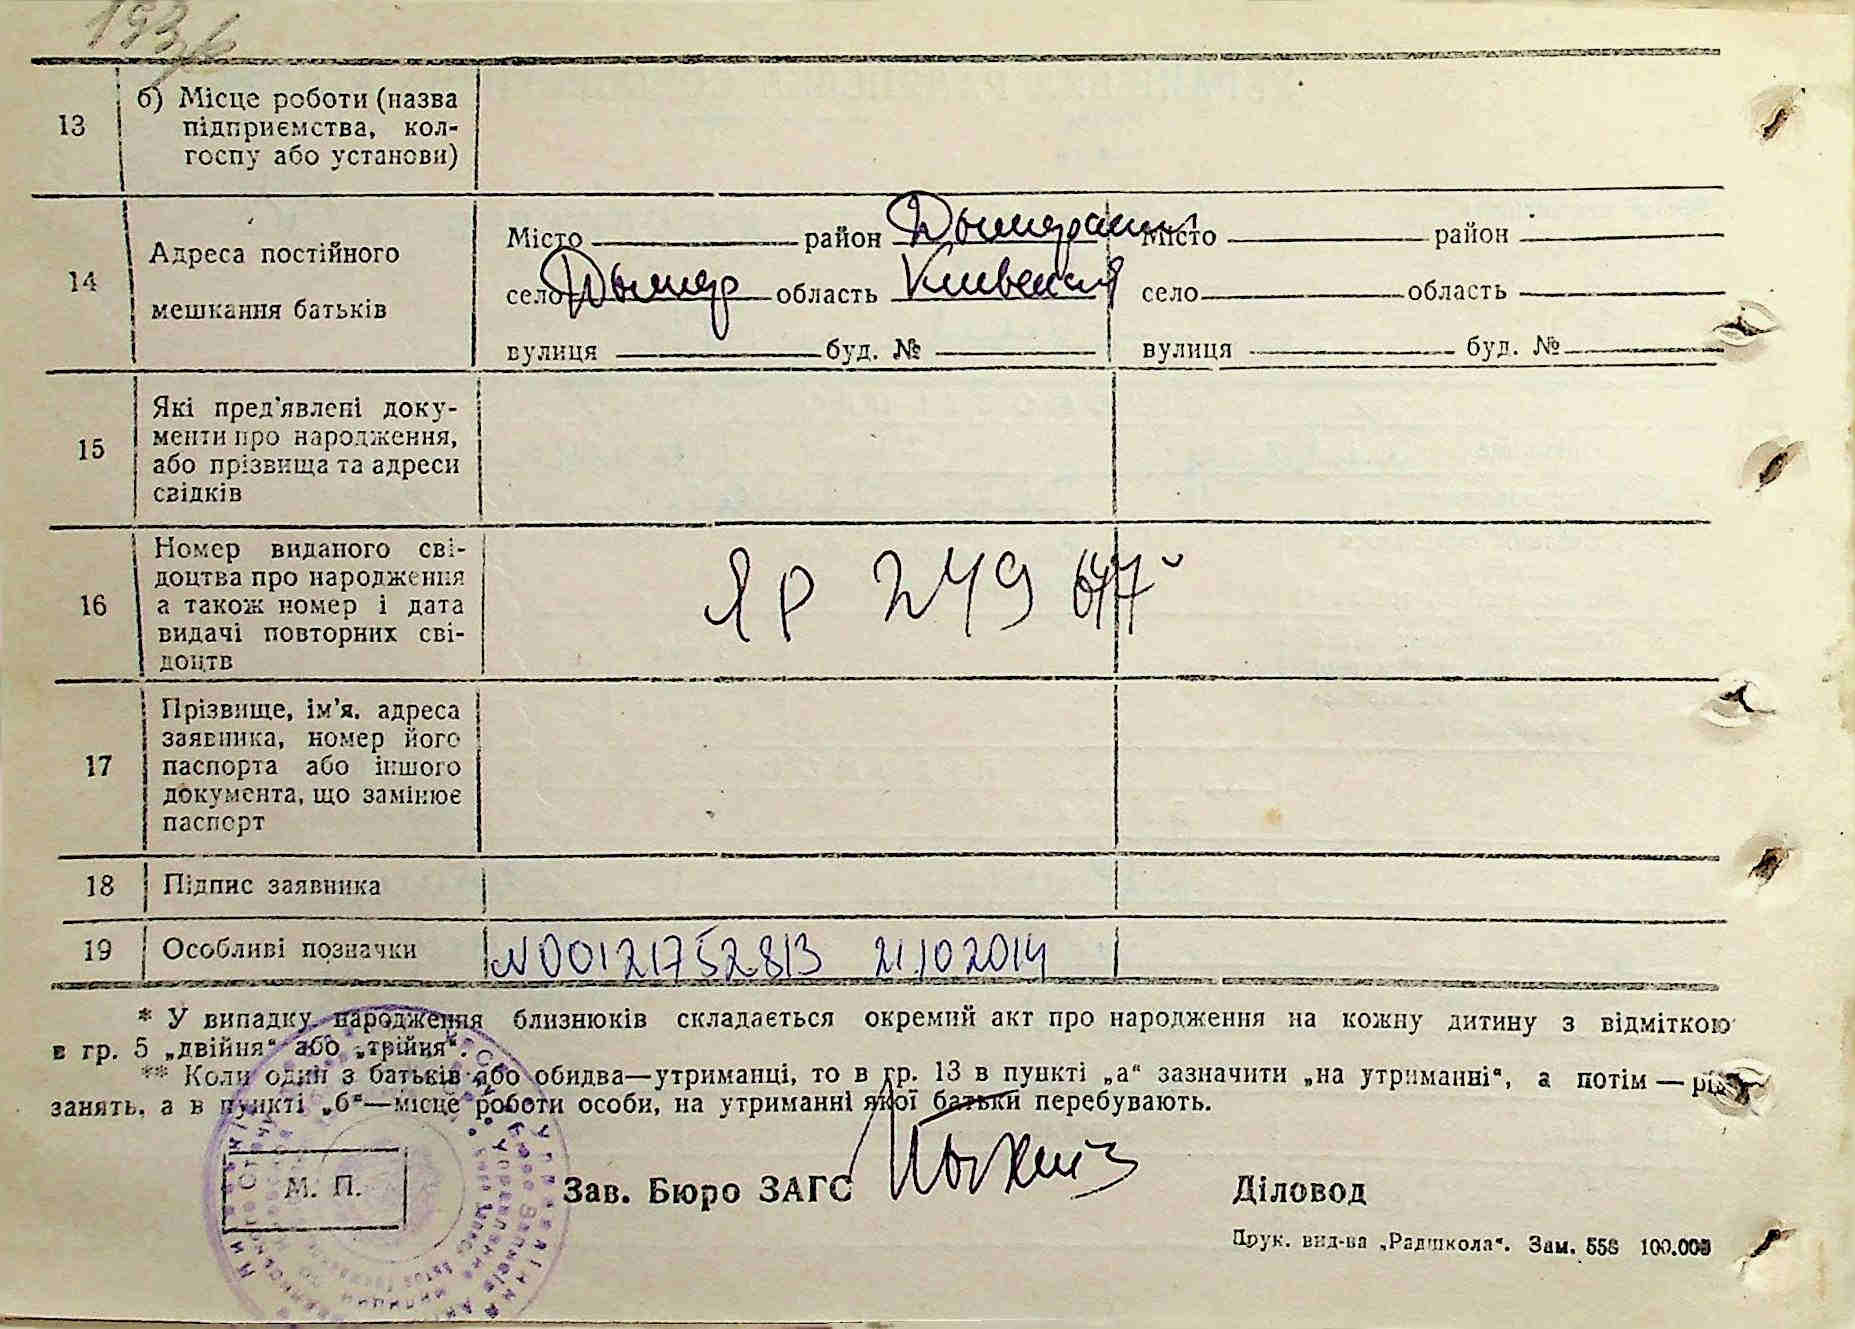 193
13
б) Місце роботи (назва
підприємства, кол-
госпу або установи)
14
Адреса постійного
мешкання батьків
Місто район Дымерский Місто район
село Дымер область Киевская село область
вулиця буд. № вулиця буд. №
15
Які пред'явлені доку-
менти про народження,
або прізвища та адреси
свідків
16
Номер виданого сві-
доцтва про народження
а також номер і дата
видачі повторних сві-
доцтв
ЯР 249 647
17
Прізвище, ім'я, адреса
заявника, номер його
паспорта або іншого
документа, що замінює
паспорт
18 Підпис заявника
19 Особливі позначки N00121752813 21.10.2014
* У випадку народження близнюків складається окремий акт про народження на кожну дитину з відміткою
в гр. 5 „двійня“ або „трійня“.
** Коли один з батьків або обидва—утриманці, то в гр. 13 в пункті „а“ зазначити „на утриманні“, а потім — рід
занять, а в пункті „б“—місце роботи особи, на утриманні якої батьки перебувають.
М. П.
Зав. Бюро ЗАГС
Діловод
Друк. вид-ва „Радшкола“. Зам. 558 100.000